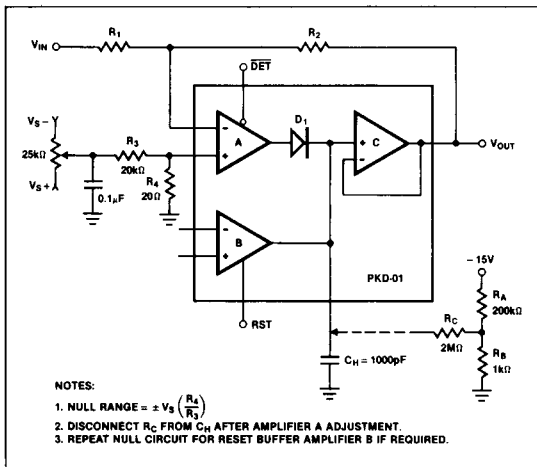 R1
R2
VIN
DET
VS−
25kΩ
VS+
R3
20kΩ
R4
20Ω
0.1μF
−
A
+
D1
+
C
−
VOUT
−
B
+
PKD-01
RST
−15V
RA
200kΩ
RC
2MΩ
RB
1kΩ
CH = 1000pF
NOTES:
1. NULL RANGE = ± VS (R4/R3)
2. DISCONNECT RC FROM CH AFTER AMPLIFIER A ADJUSTMENT.
3. REPEAT NULL CIRCUIT FOR RESET BUFFER AMPLIFIER B IF REQUIRED.